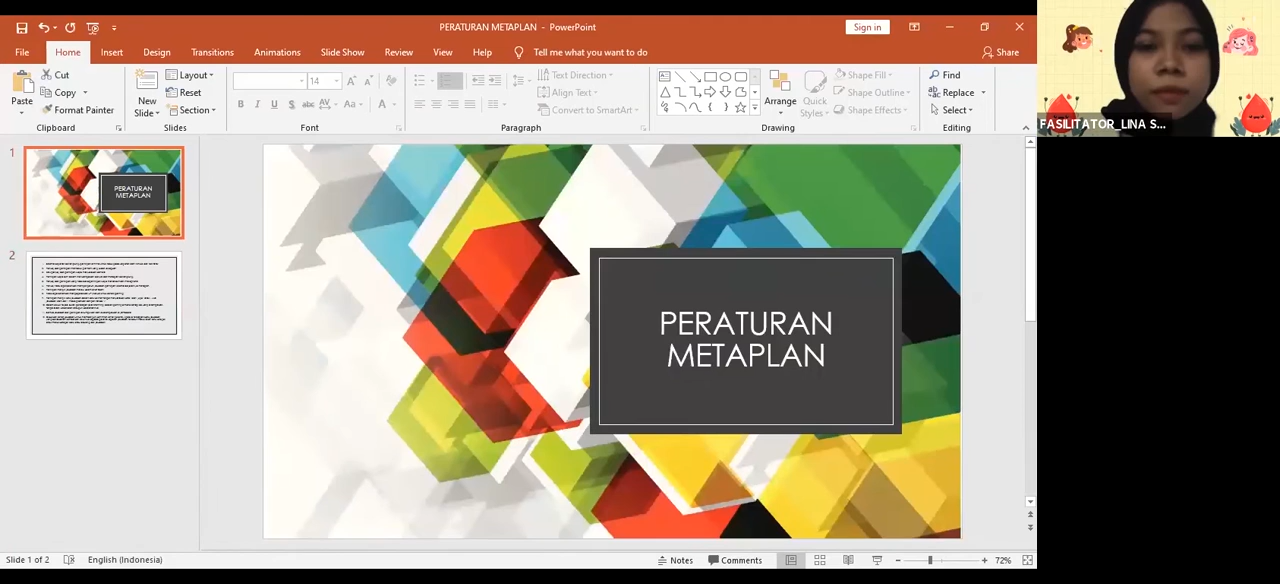 PERATURAN METAPLAN - PowerPoint
Sign in
File Home Insert Design Transitions Animations Slide Show Review View Help Tell me what you want to do Share
Paste
Cut
Copy
Format Painter
Clipboard
New
Slide
Layout
Reset
Section
Slides
14
Font
Text Direction
Align Text
Convert to SmartArt
Paragraph
Arrange
Quick
Styles
Shape Fill
Shape Outline
Shape Effects
Drawing
Find
Replace
Select
Editing
FASILITATOR_LINA S...
1
PERATURAN
METAPLAN
2
PERATURAN
METAPLAN
Slide 1 of 2 English (Indonesia) Notes Comments 72%